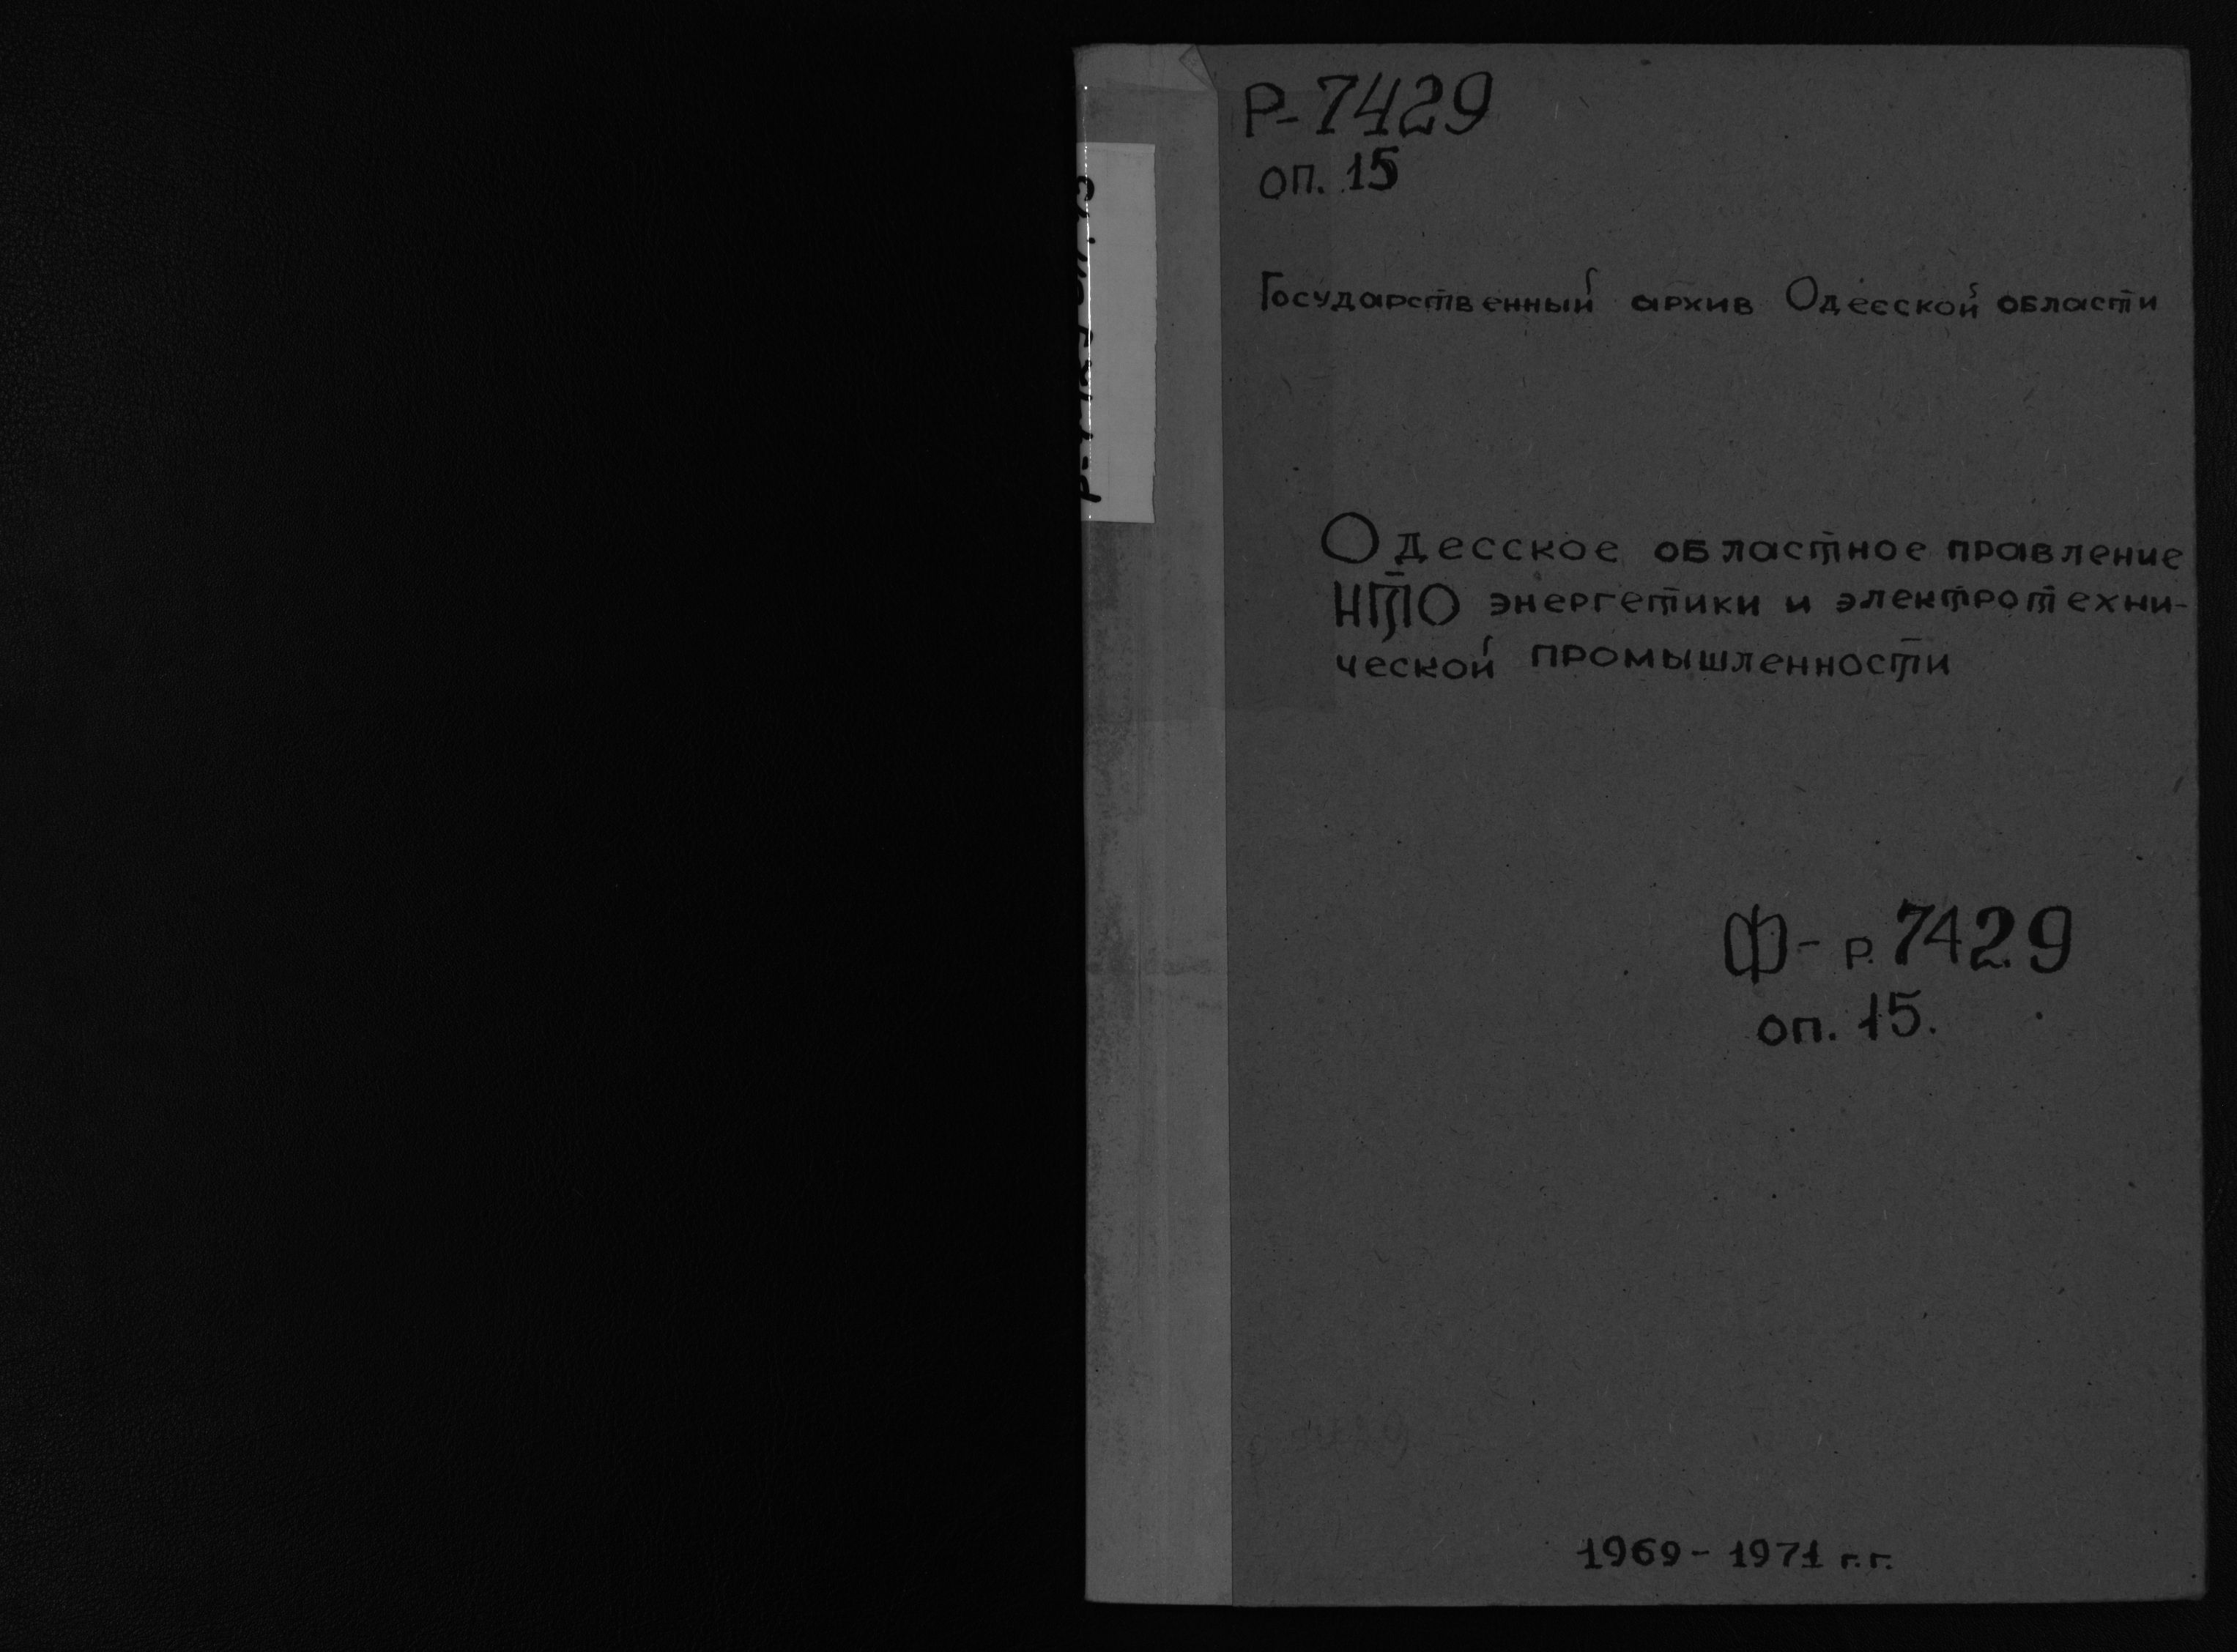 Р-7429
оп. 15
Государственный архив Одесской области
Одесское областное правление
НТО энергетики и электротехни-
ческой промышленности
Ф-р. 7429
оп. 15.
1969-1971 г.г.